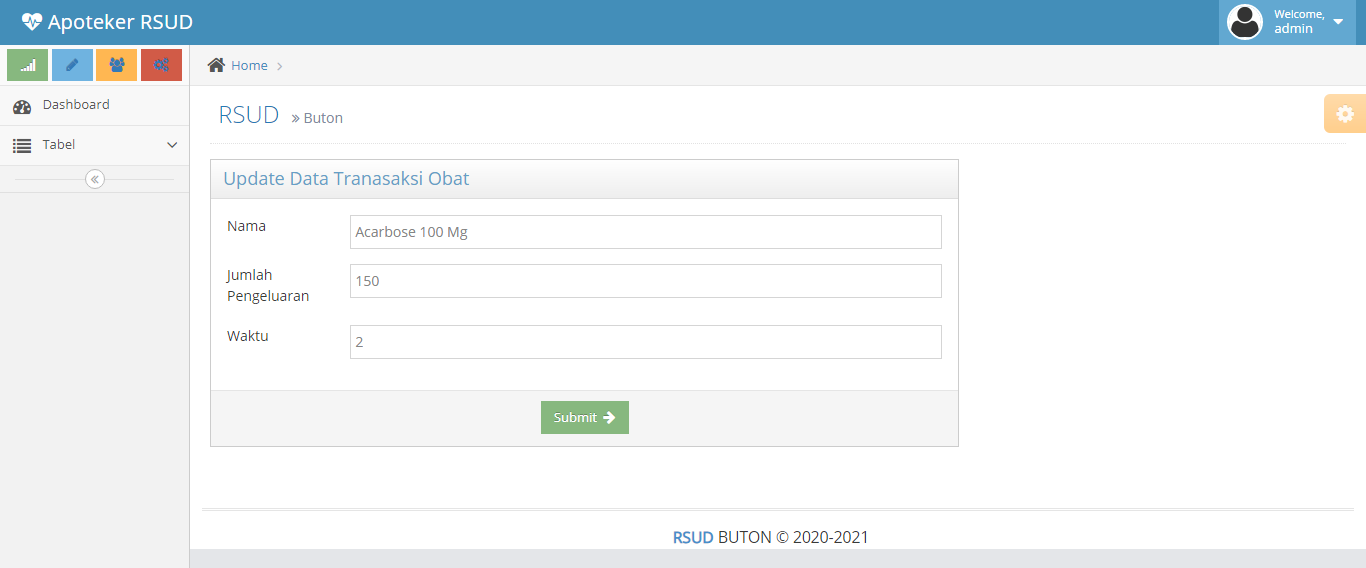 Apoteker RSUD
Welcome,
admin
Home
Dashboard
Tabel
RSUD » Buton
Update Data Tranasaksi Obat
Nama
Acarbose 100 Mg
Jumlah
Pengeluaran
150
Waktu
2
Submit
RSUD BUTON © 2020-2021